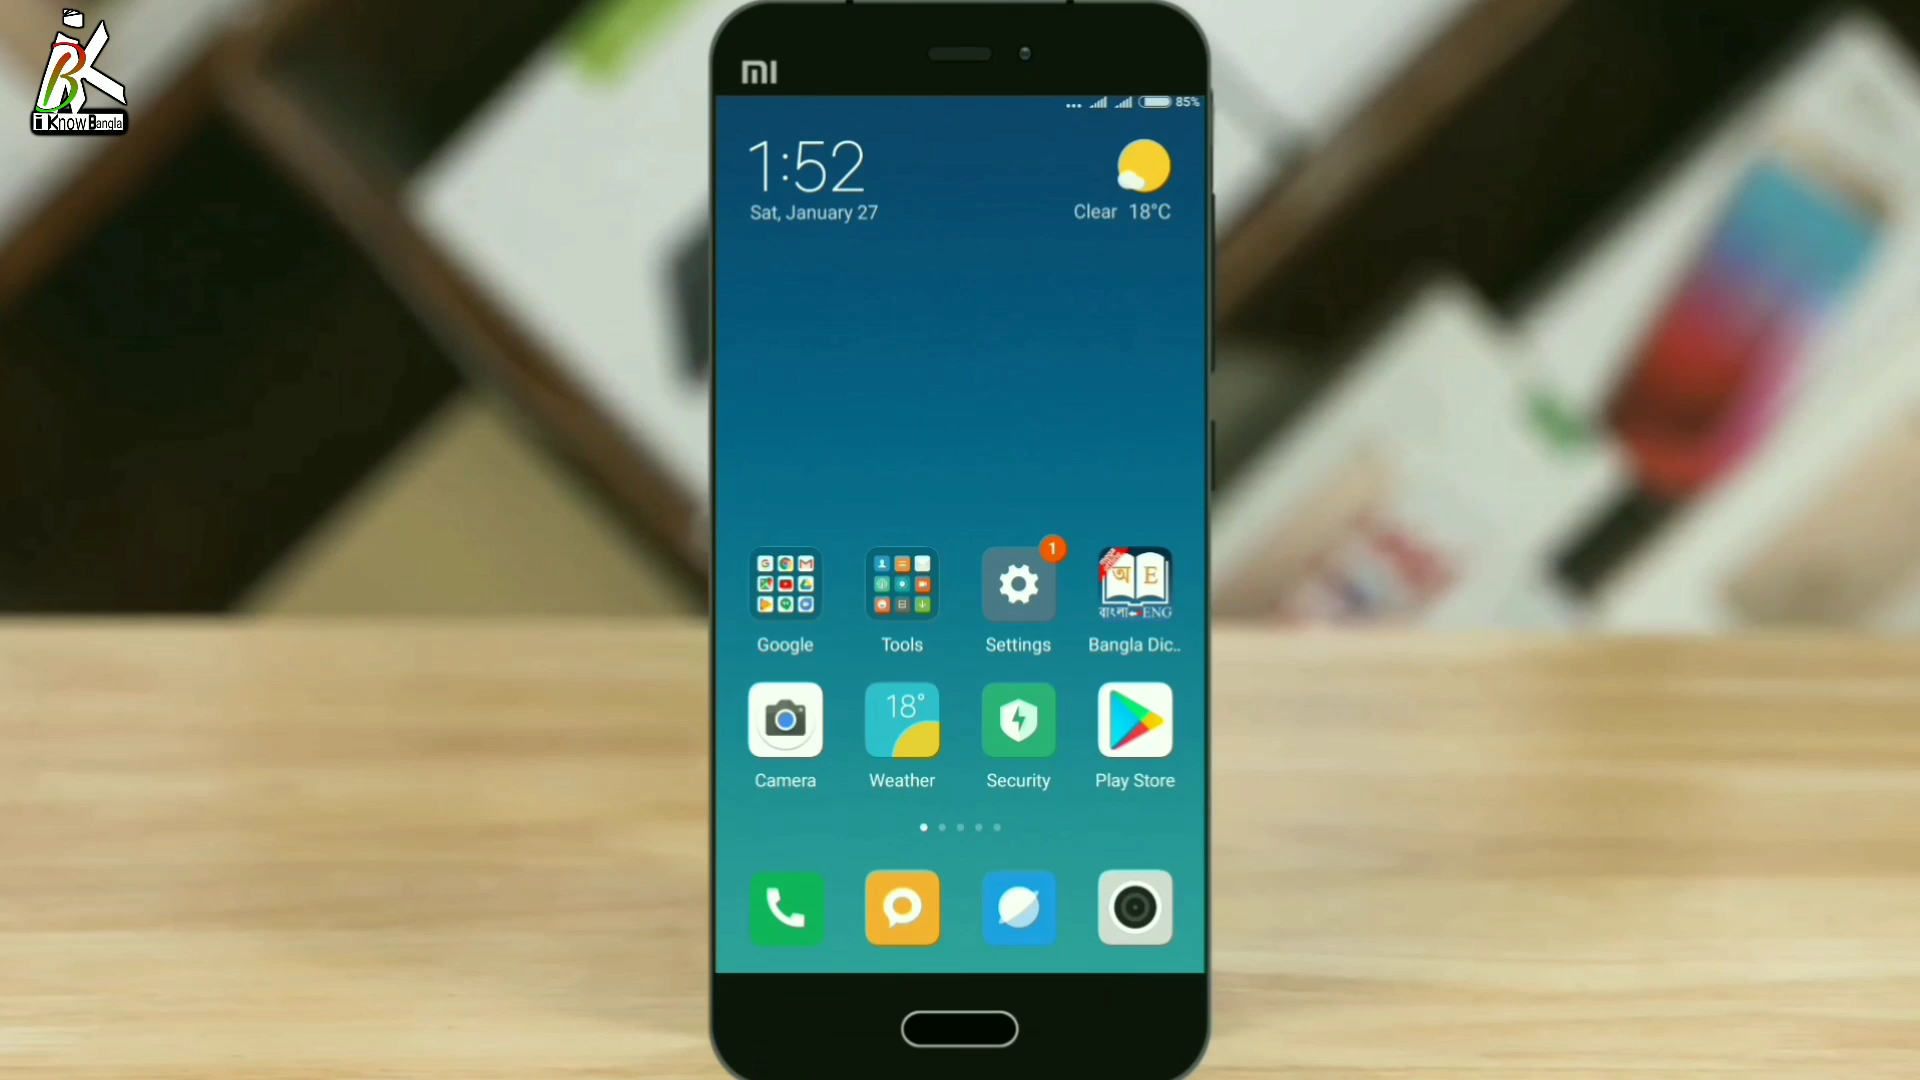 i Know Bangla
MI
85%
1:52
Sat, January 27
Clear 18°C
1
অ E
বাংলা ENG
Google
Tools
Settings
Bangla Dic..
18°
Camera
Weather
Security
Play Store